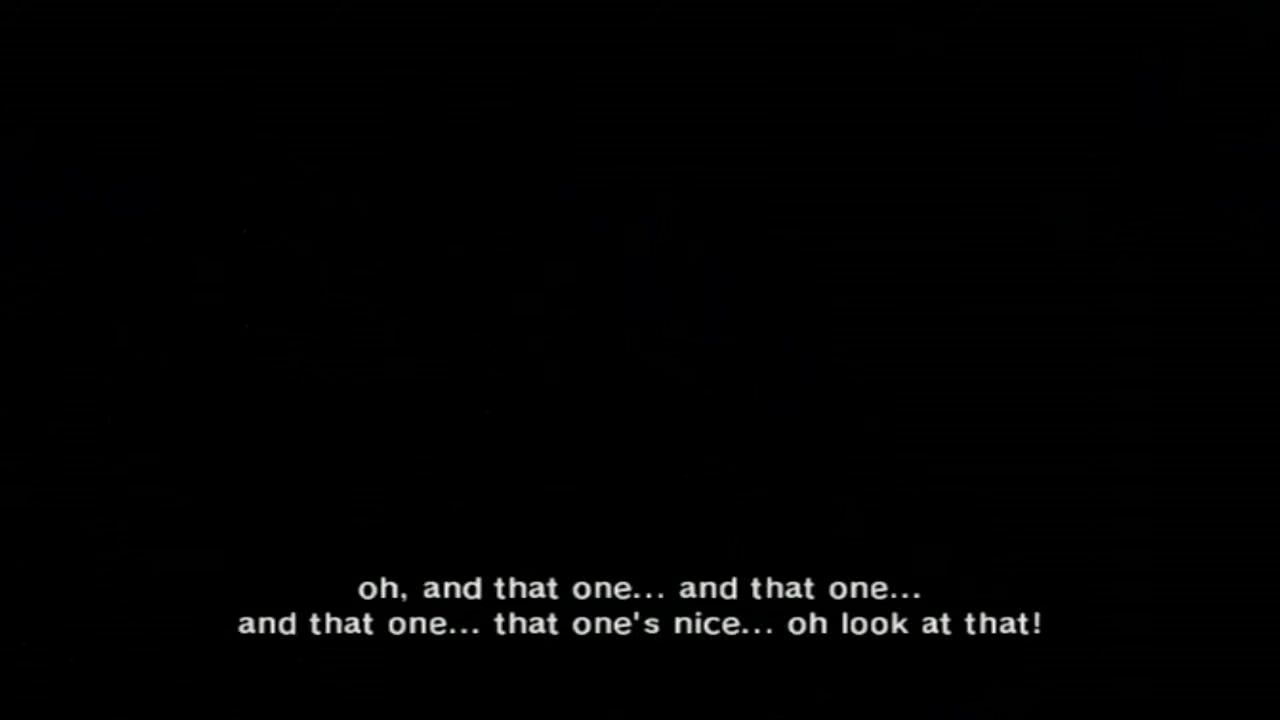 oh, and that one... and that one...
and that one... that one's nice... oh look at that!